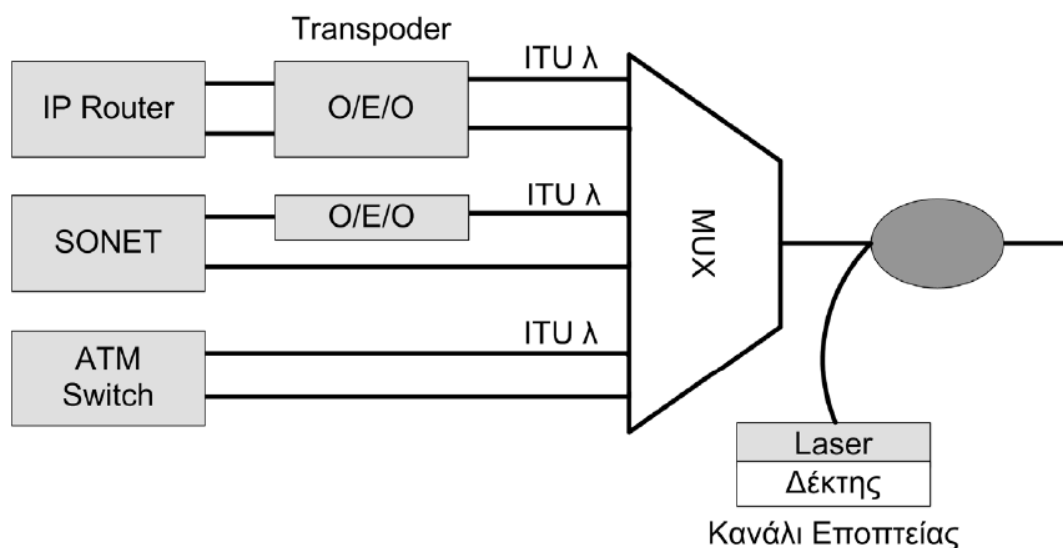 Transpoder
ITU λ
IP Router
O/E/O
ITU λ
SONET
O/E/O
MUX
ITU λ
ATM
Switch
Laser
Δέκτης
Κανάλι Εποπτείας